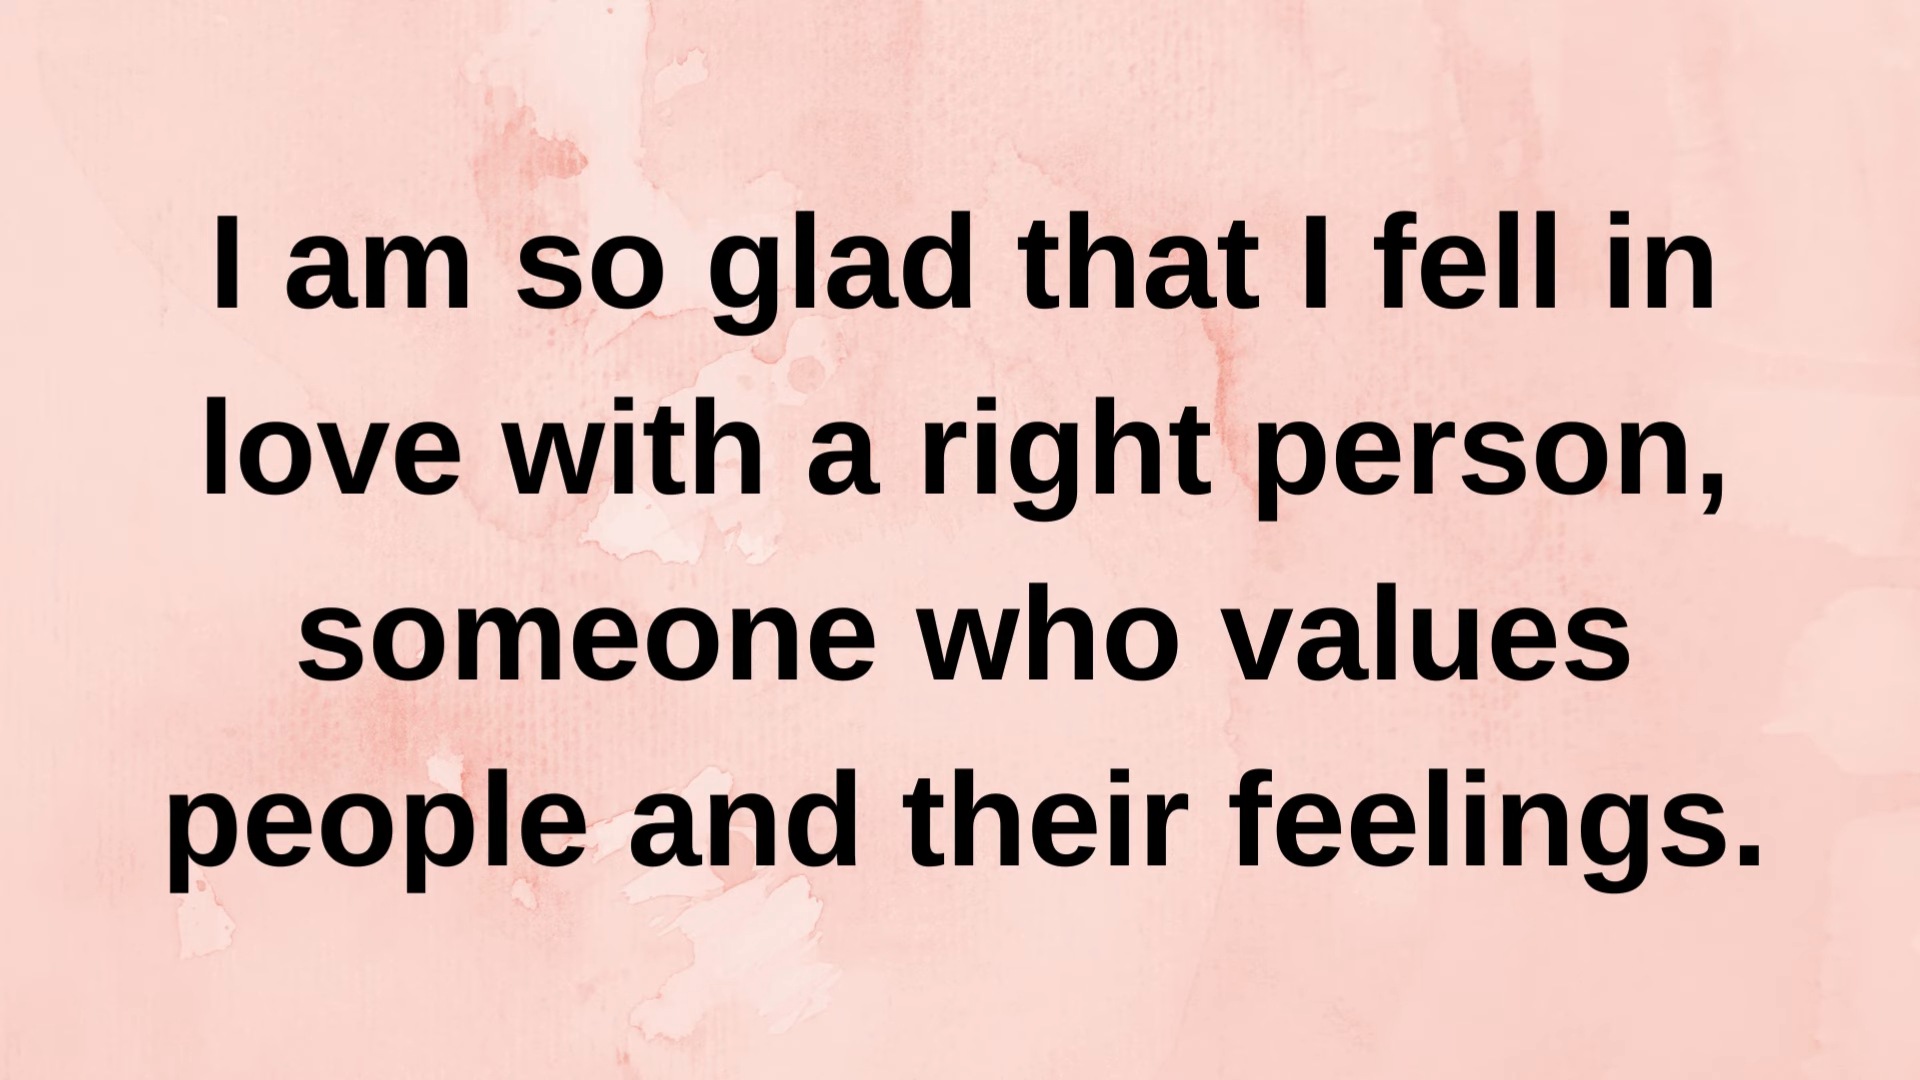 I am so glad that I fell in
love with a right person,
someone who values
people and their feelings.